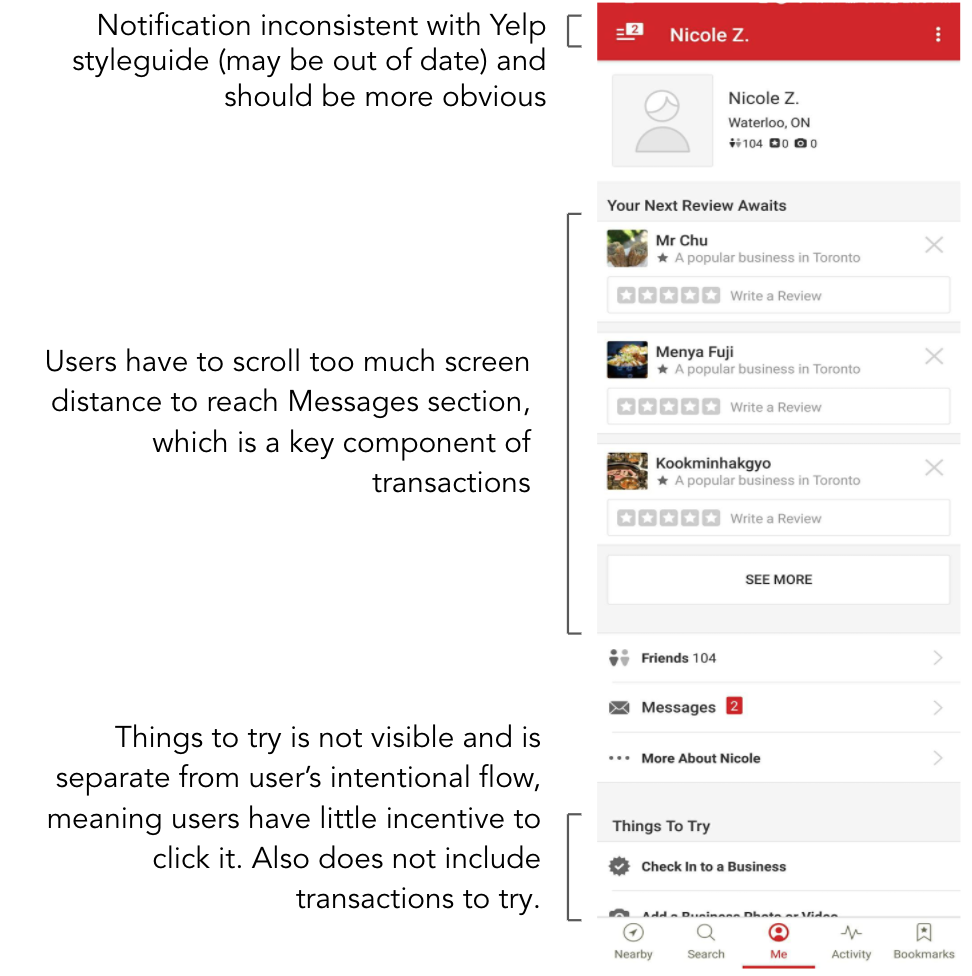 Notification inconsistent with Yelp
styleguide (may be out of date) and
should be more obvious
Users have to scroll too much screen
distance to reach Messages section,
which is a key component of
transactions
Things to try is not visible and is
separate from user’s intentional flow,
meaning users have little incentive to
click it. Also does not include
transactions to try.
2
Nicole Z.
Nicole Z.
Waterloo, ON
104 0 0
Your Next Review Awaits
Mr Chu
A popular business in Toronto
Write a Review
Menya Fuji
A popular business in Toronto
Write a Review
Kookminhakgyo
A popular business in Toronto
Write a Review
SEE MORE
Friends 104
Messages 2
More About Nicole
Things To Try
Check In to a Business
Add a Business Photo or Video
Nearby Search Me Activity Bookmarks